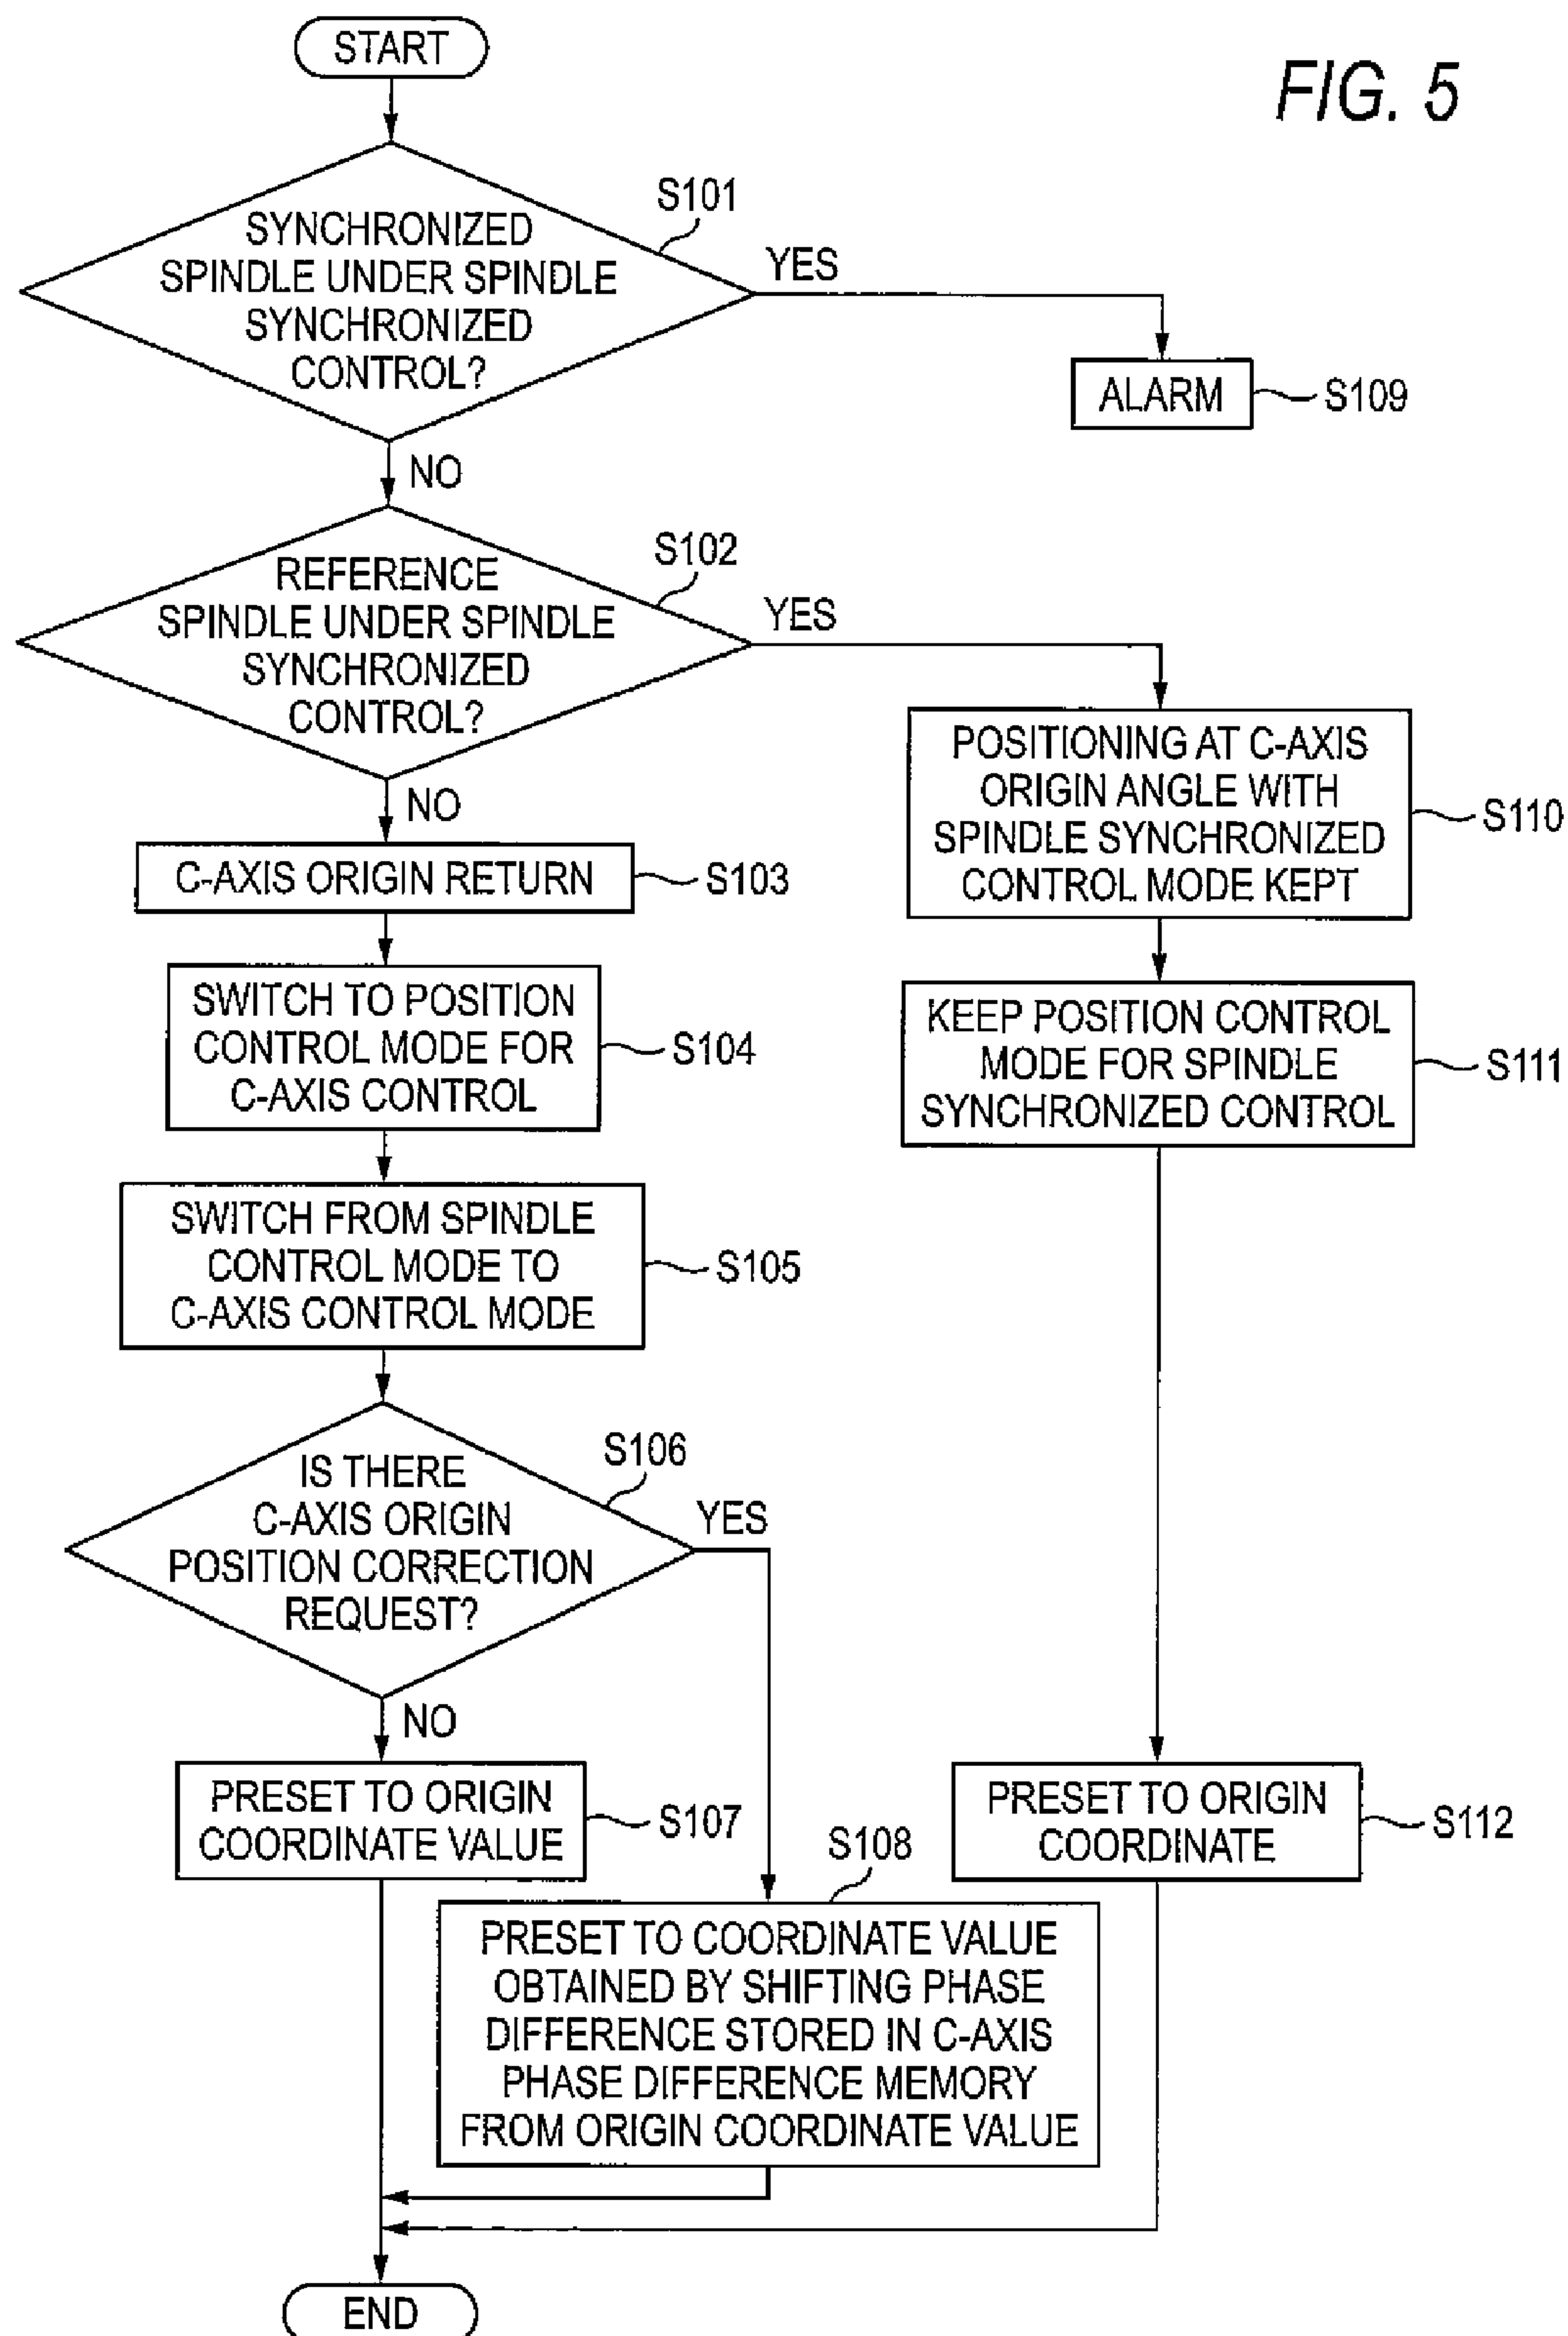 START
FIG. 5
S101
SYNCHRONIZED
SPINDLE UNDER SPINDLE
SYNCHRONIZED
CONTROL?
YES
ALARM
S109
NO
S102
REFERENCE
SPINDLE UNDER SPINDLE
SYNCHRONIZED
CONTROL?
YES
POSITIONING AT C-AXIS
ORIGIN ANGLE WITH
SPINDLE SYNCHRONIZED
CONTROL MODE KEPT
S110
NO
C-AXIS ORIGIN RETURN
S103
SWITCH TO POSITION
CONTROL MODE FOR
C-AXIS CONTROL
S104
KEEP POSITION CONTROL
MODE FOR SPINDLE
SYNCHRONIZED CONTROL
S111
SWITCH FROM SPINDLE
CONTROL MODE TO
C-AXIS CONTROL MODE
S105
S106
IS THERE
C-AXIS ORIGIN
POSITION CORRECTION
REQUEST?
YES
NO
PRESET TO ORIGIN
COORDINATE VALUE
S107
PRESET TO ORIGIN
COORDINATE
S112
S108
PRESET TO COORDINATE VALUE
OBTAINED BY SHIFTING PHASE
DIFFERENCE STORED IN C-AXIS
PHASE DIFFERENCE MEMORY
FROM ORIGIN COORDINATE VALUE
END